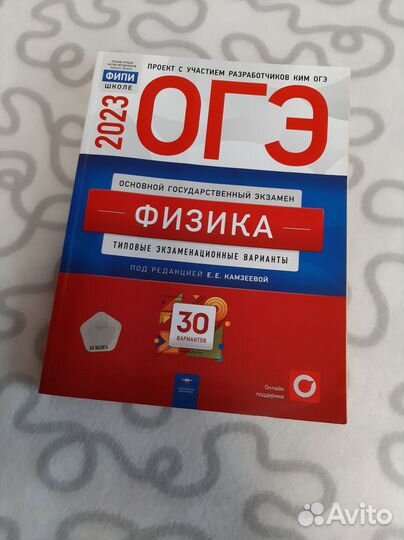 ПРОЕКТ С УЧАСТИЕМ РАЗРАБОТЧИКОВ КИМ ОГЭ
ФИПИ
ШКОЛЕ
2023
ОГЭ
ОСНОВНОЙ ГОСУДАРСТВЕННЫЙ ЭКЗАМЕН
ФИЗИКА
ТИПОВЫЕ ЭКЗАМЕНАЦИОННЫЕ ВАРИАНТЫ
ПОД РЕДАКЦИЕЙ Е.Е. КАМЗЕЕВОЙ
30
ВАРИАНТОВ
Онлайн
поддержка
Avito